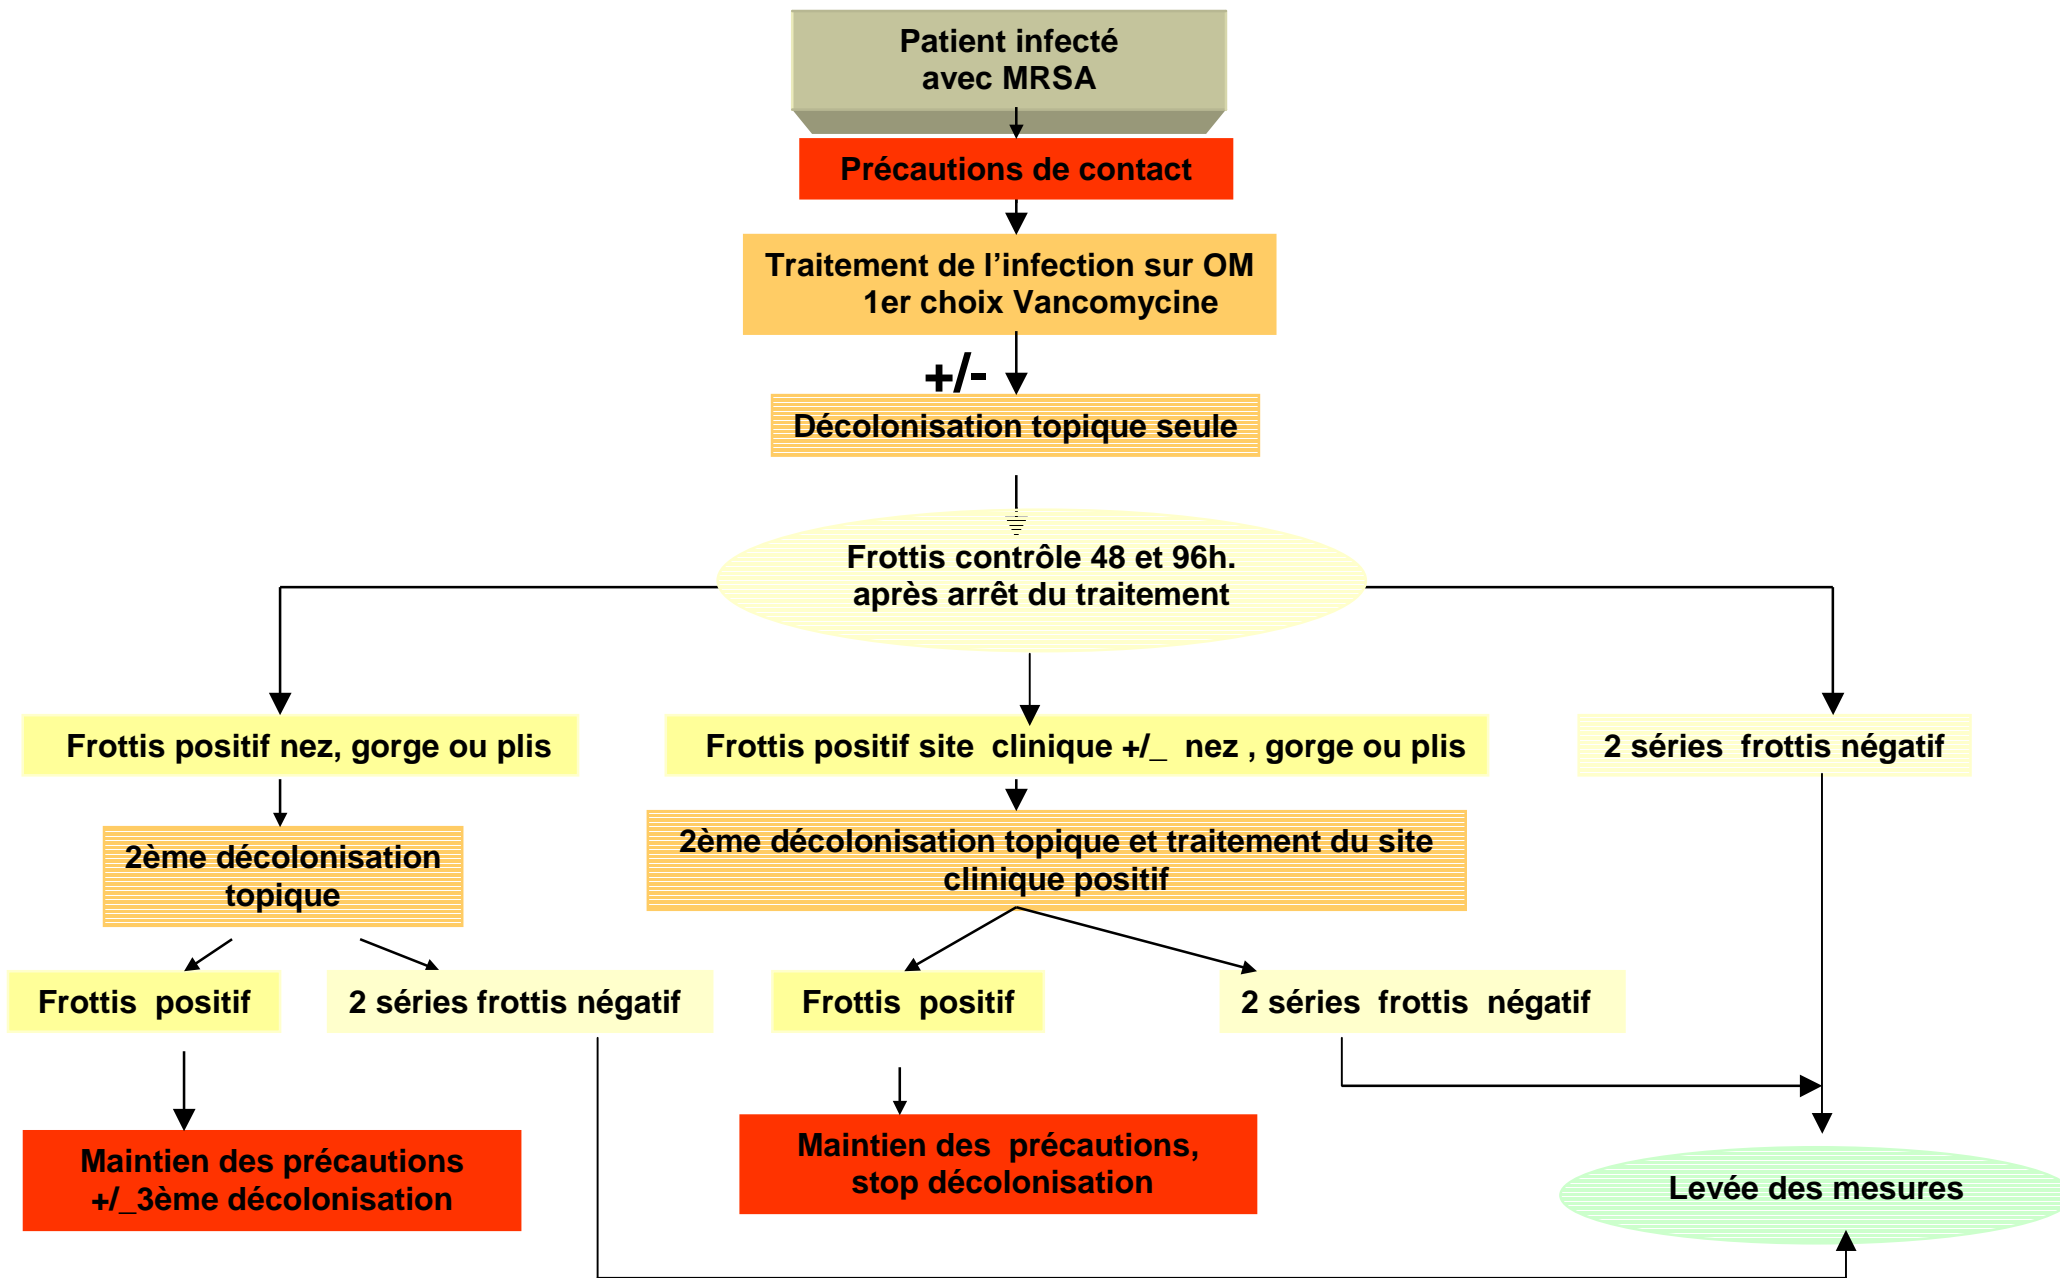 Patient infecté
avec MRSA
Précautions de contact
Traitement de l’infection sur OM
1er choix Vancomycine
+/-
Décolonisation topique seule
Frottis contrôle 48 et 96h.
après arrêt du traitement
Frottis positif nez, gorge ou plis
Frottis positif site clinique +/_ nez , gorge ou plis
2 séries frottis négatif
2ème décolonisation
topique
2ème décolonisation topique et traitement du site
clinique positif
Frottis positif
2 séries frottis négatif
Frottis positif
2 séries frottis négatif
Maintien des précautions
+/_3ème décolonisation
Maintien des précautions,
stop décolonisation
Levée des mesures